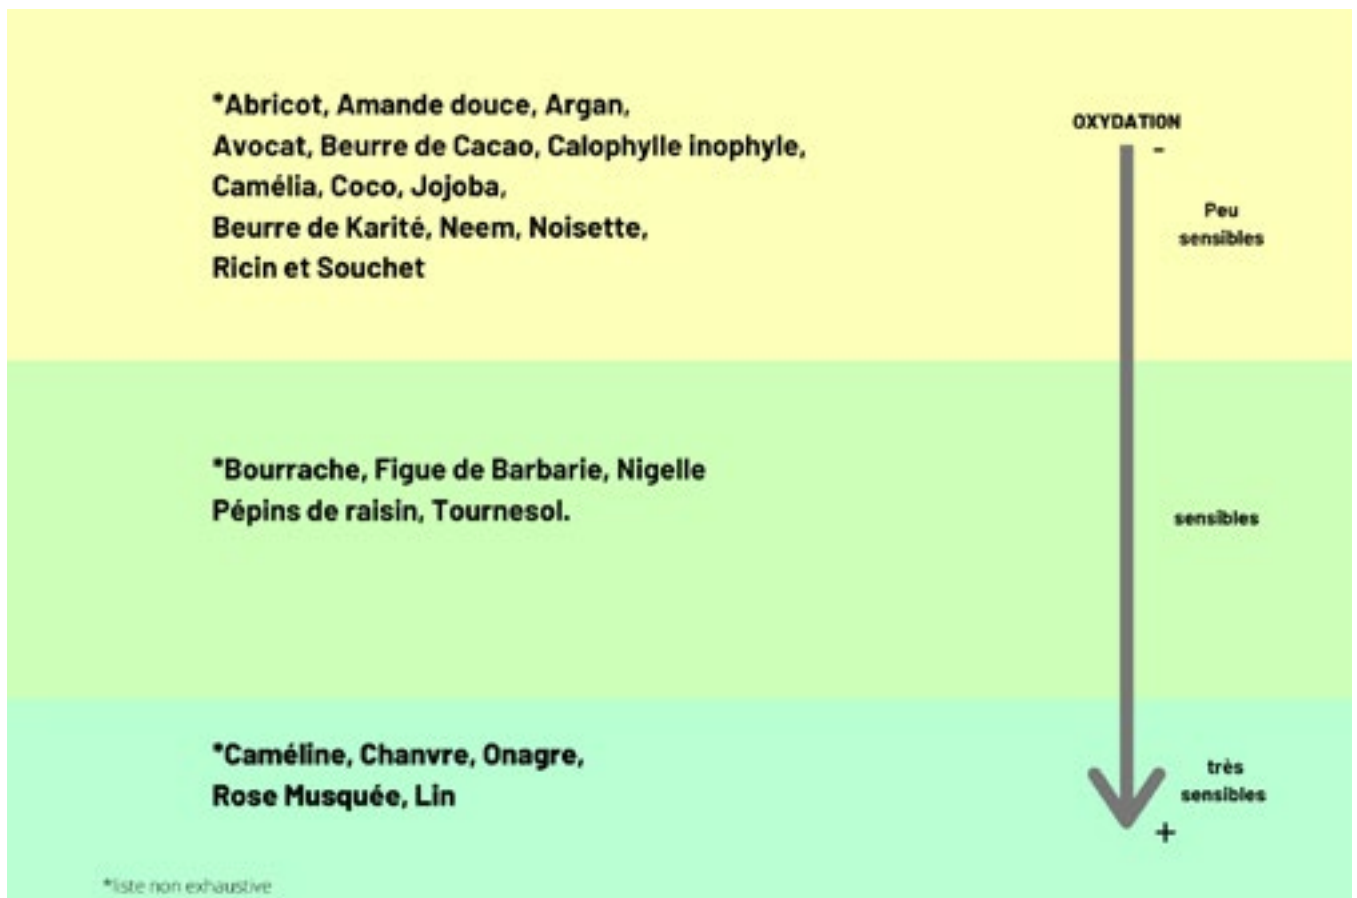 *Abricot, Amande douce, Argan,
Avocat, Beurre de Cacao, Calophylle inophyle,
Camélia, Coco, Jojoba,
Beurre de Karité, Neem, Noisette,
Ricin et Souchet
OXYDATION
-
Peu
sensibles
*Bourrache, Figue de Barbarie, Nigelle
Pépins de raisin, Tournesol.
sensibles
*Caméline, Chanvre, Onagre,
Rose Musquée, Lin
très
sensibles
+
*liste non exhaustive